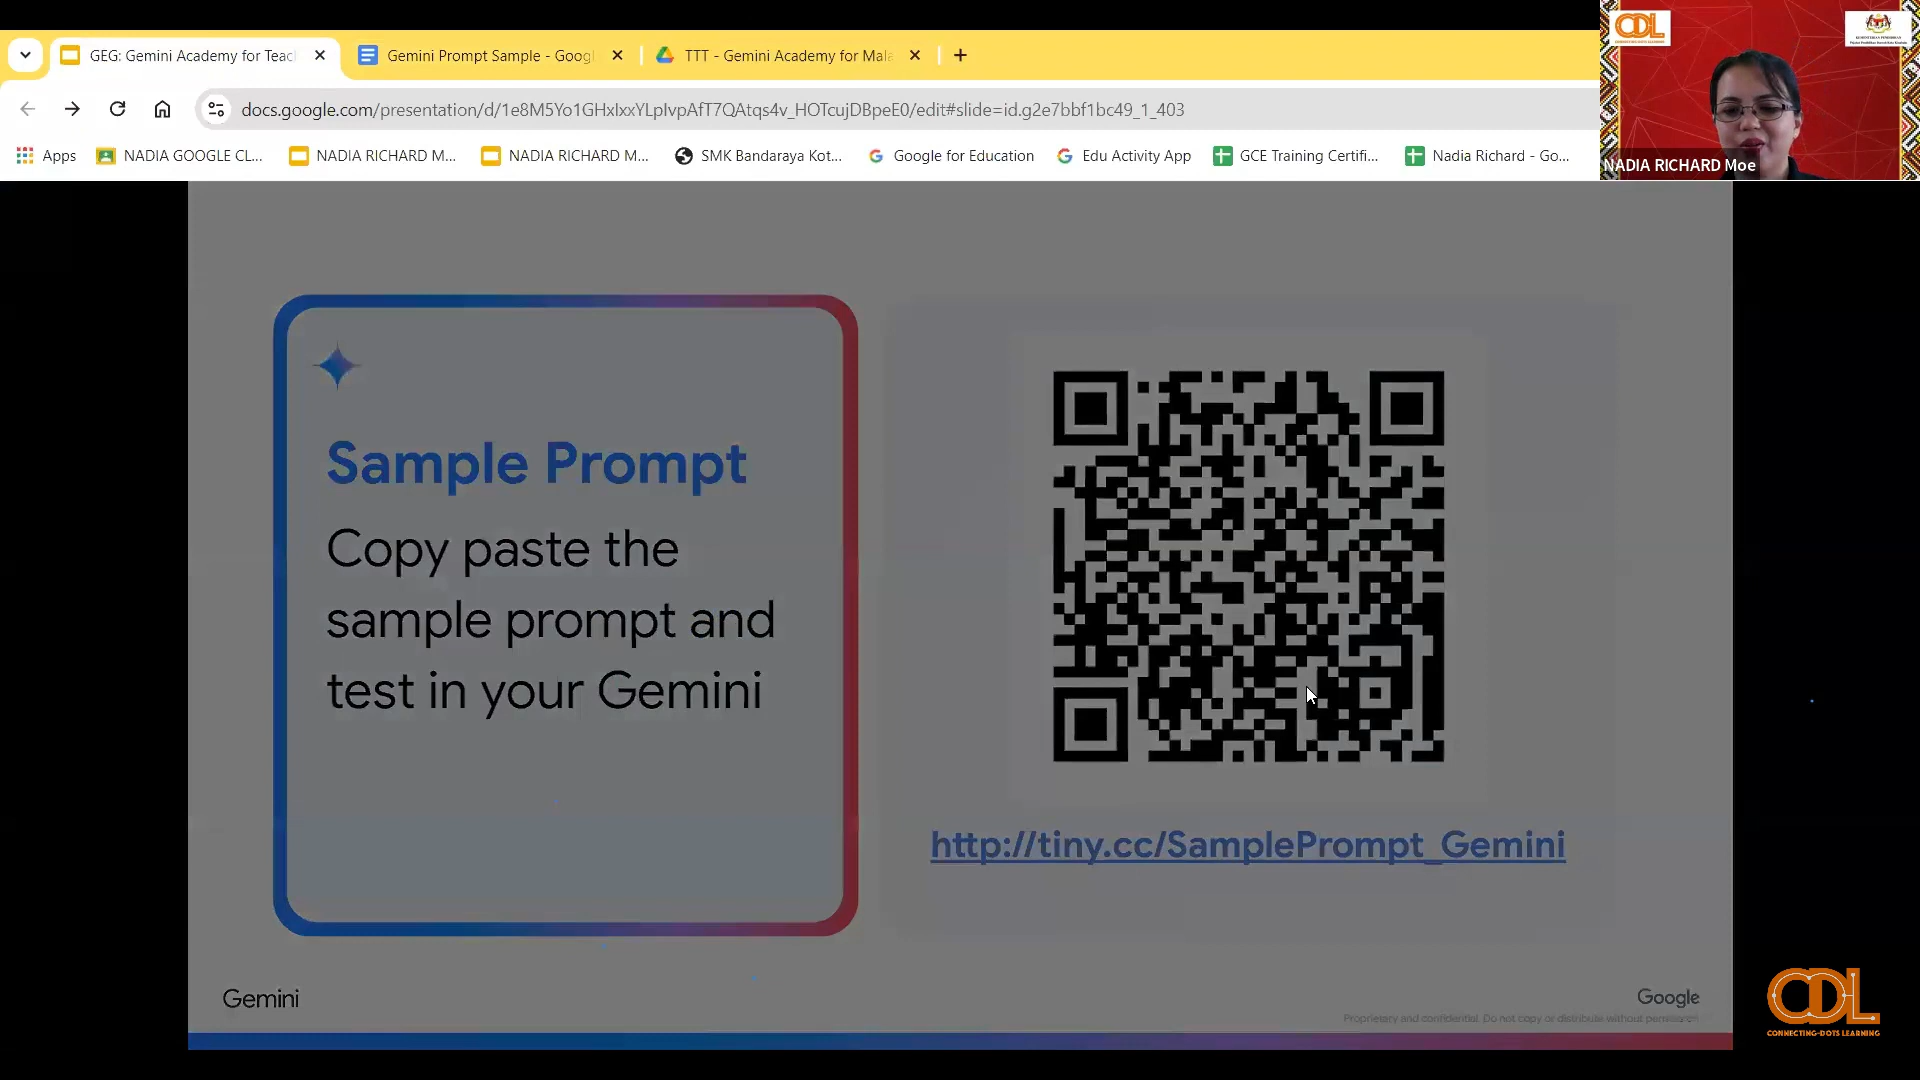 GEG: Gemini Academy for Teac
Gemini Prompt Sample - Googl
TTT - Gemini Academy for Mala
docs.google.com/presentation/d/1e8M5Yo1GHxIxxYLpIvpAfT7QAtqs4v_HOTcujDBpeE0/edit#slide=id.g2e7bbf1bc49_1_403
Apps
NADIA GOOGLE CL...
NADIA RICHARD M...
NADIA RICHARD M...
SMK Bandaraya Kot...
Google for Education
Edu Activity App
GCE Training Certifi...
Nadia Richard - Go...
CDL
NADIA RICHARD Moe
Sample Prompt
Copy paste the
sample prompt and
test in your Gemini
http://tiny.cc/SamplePrompt_Gemini
Gemini
Google
Proprietary and confidential. Do not copy or distribute without permission
CDL
CONNECTING-DOTS LEARNING